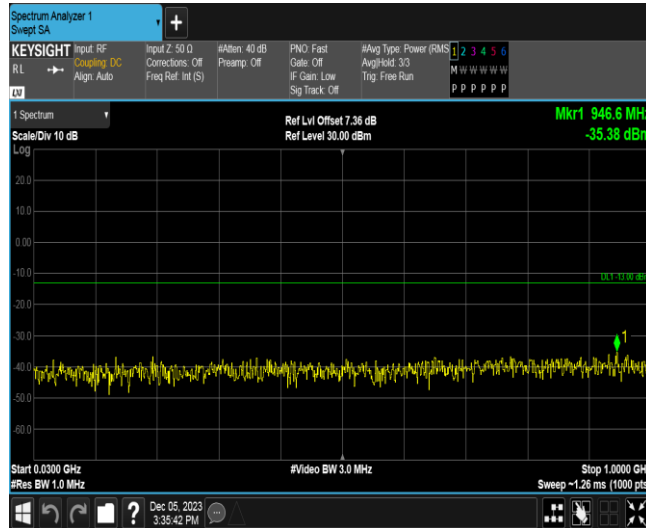 Spectrum Analyzer 1
Swept SA
+
KEYSIGHT Input: RF Input Z: 50 Ω #Atten: 40 dB PNO: Fast #Avg Type: Power (RMS 1 2 3 4 5 6
RL Coupling: DC Corrections: Off Preamp: Off Gate: Off Avg|Hold: 3/3 M W W W W W
Align: Auto Freq Ref: Int (S) IF Gain: Low Trig: Free Run
LXI Sig Track: Off P P P P P P
1 Spectrum Ref Lvl Offset 7.36 dB Mkr1 946.6 MHz
Scale/Div 10 dB Ref Level 30.00 dBm -35.38 dBm
Log
20.0
10.0
0.00
-10.0
DL1 -13.00 dBm
-20.0
-30.0
1
-40.0
-50.0
-60.0
Start 0.0300 GHz #Video BW 3.0 MHz Stop 1.0000 GH
#Res BW 1.0 MHz Sweep ~1.26 ms (1000 pts
? Dec 05, 2023
3:35:42 PM